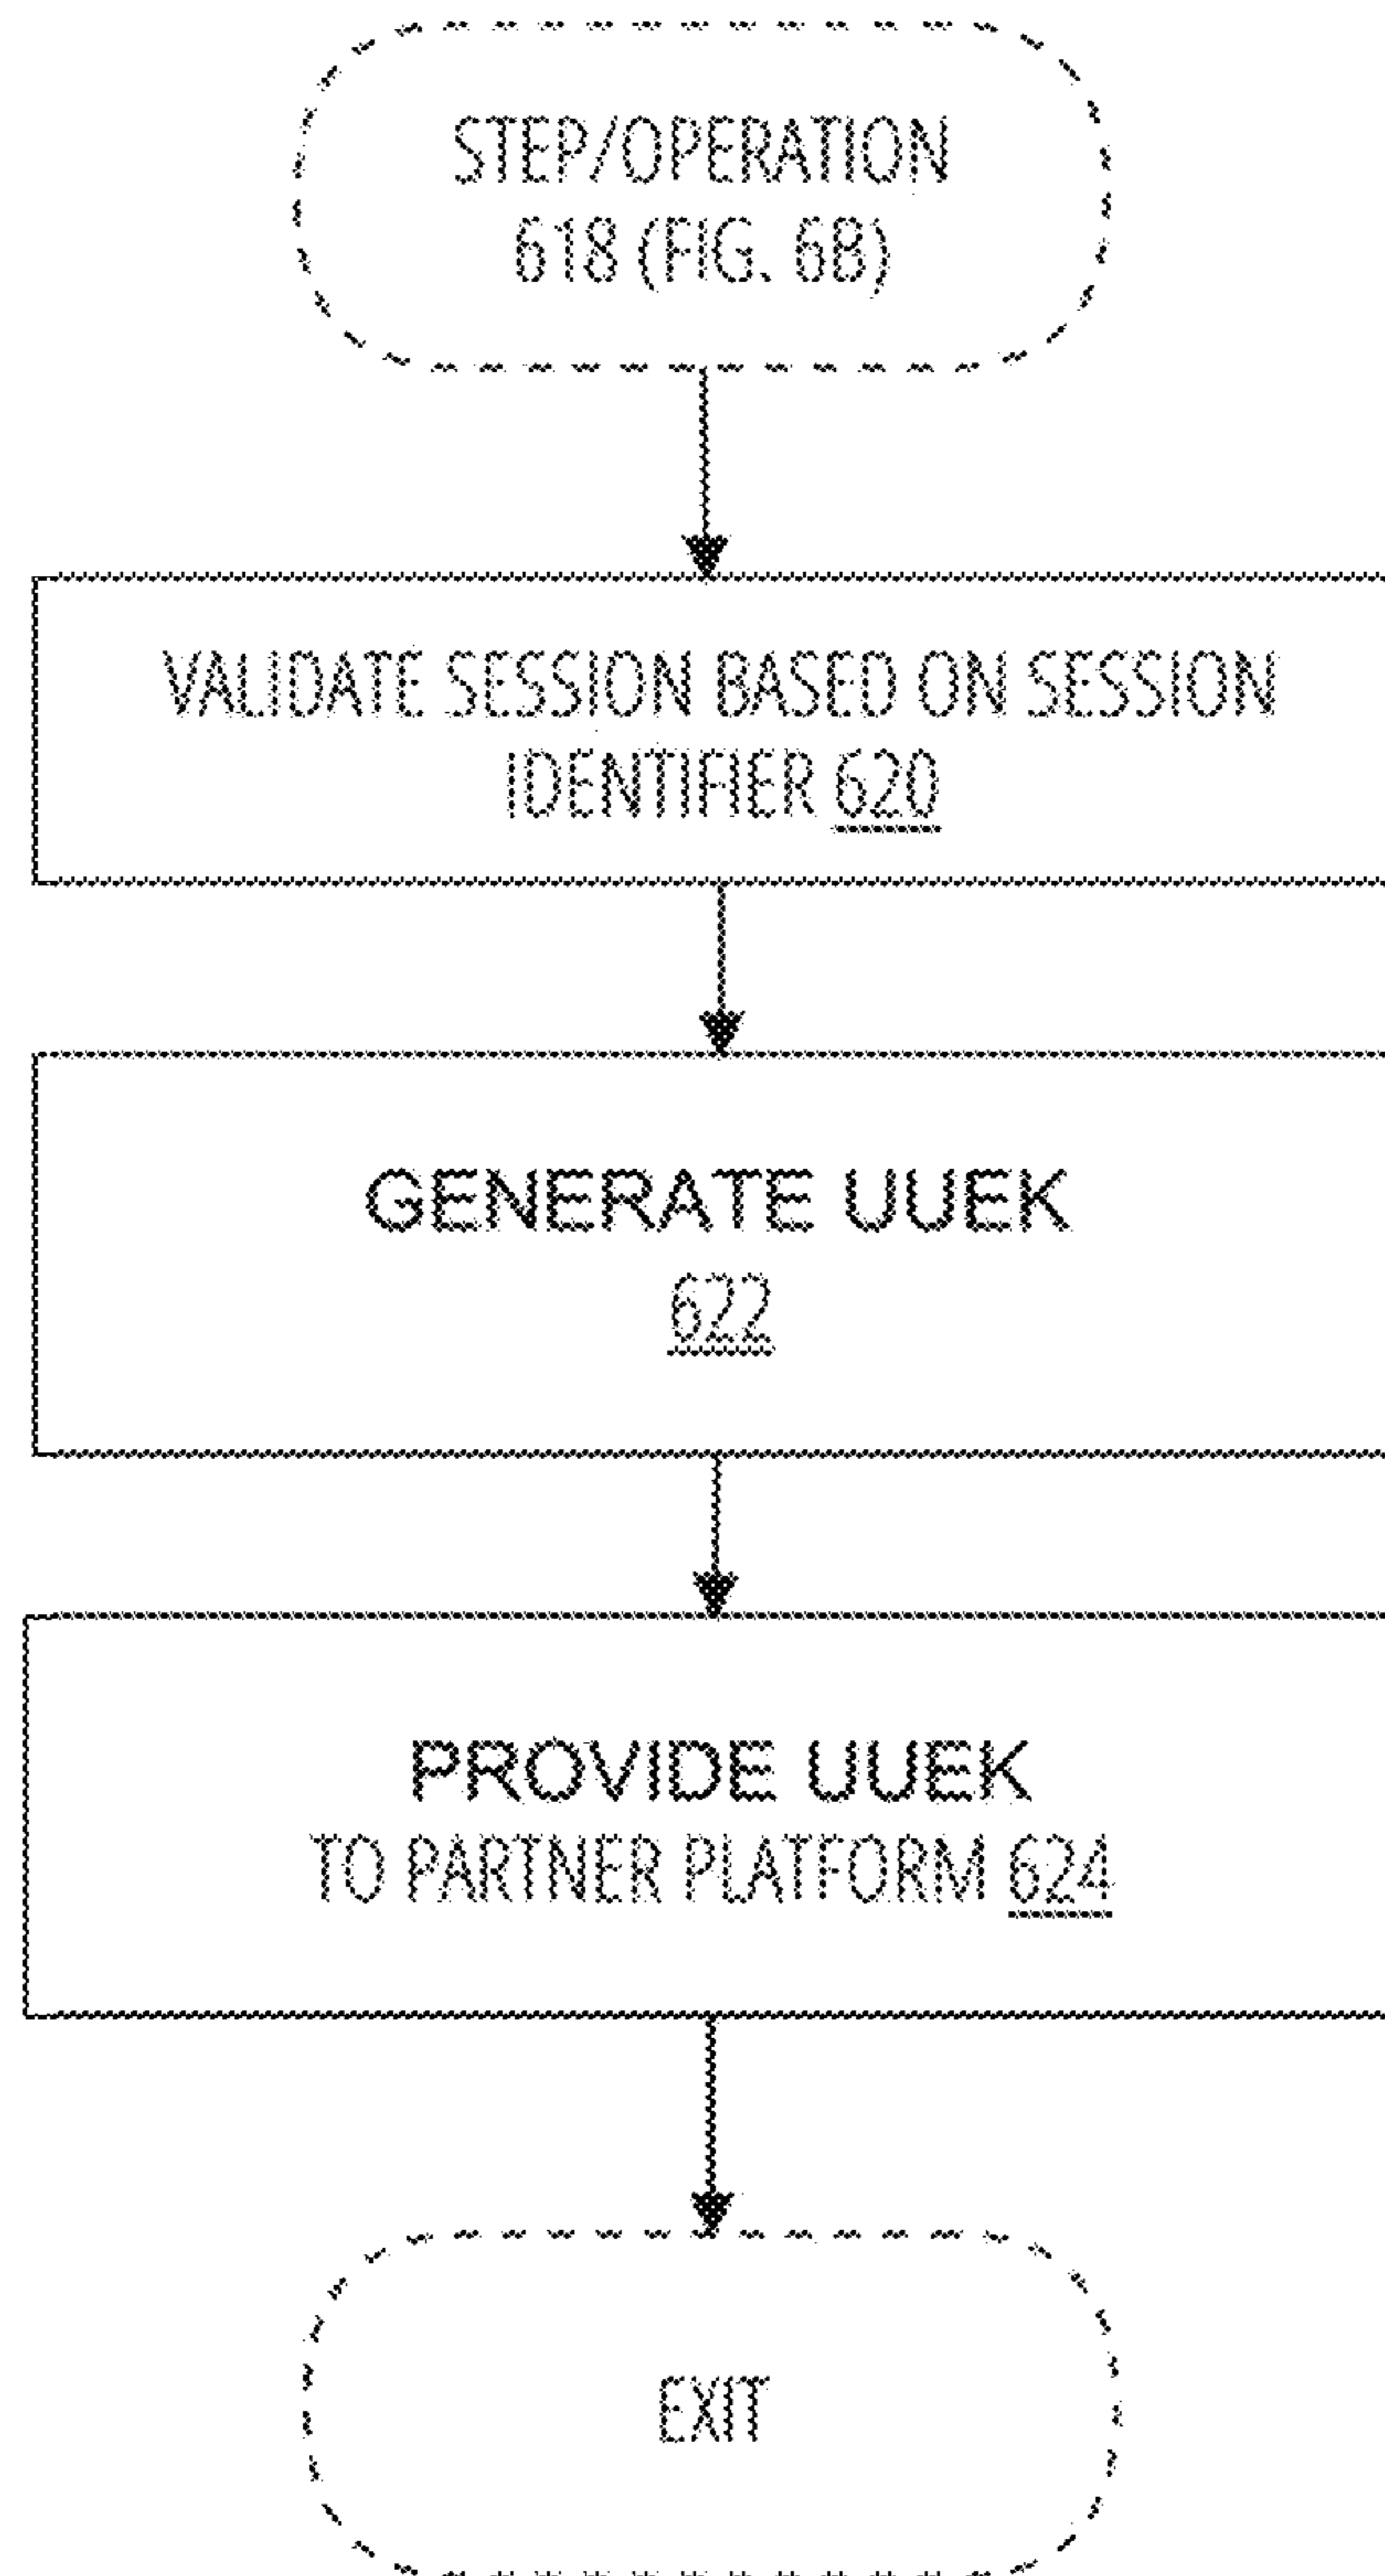 STEP/OPERATION
618 (FIG. 6B)
VALIDATE SESSION BASED ON SESSION
IDENTIFIER 620
GENERATE UUEK
622
PROVIDE UUEK
TO PARTNER PLATFORM 624
EXIT